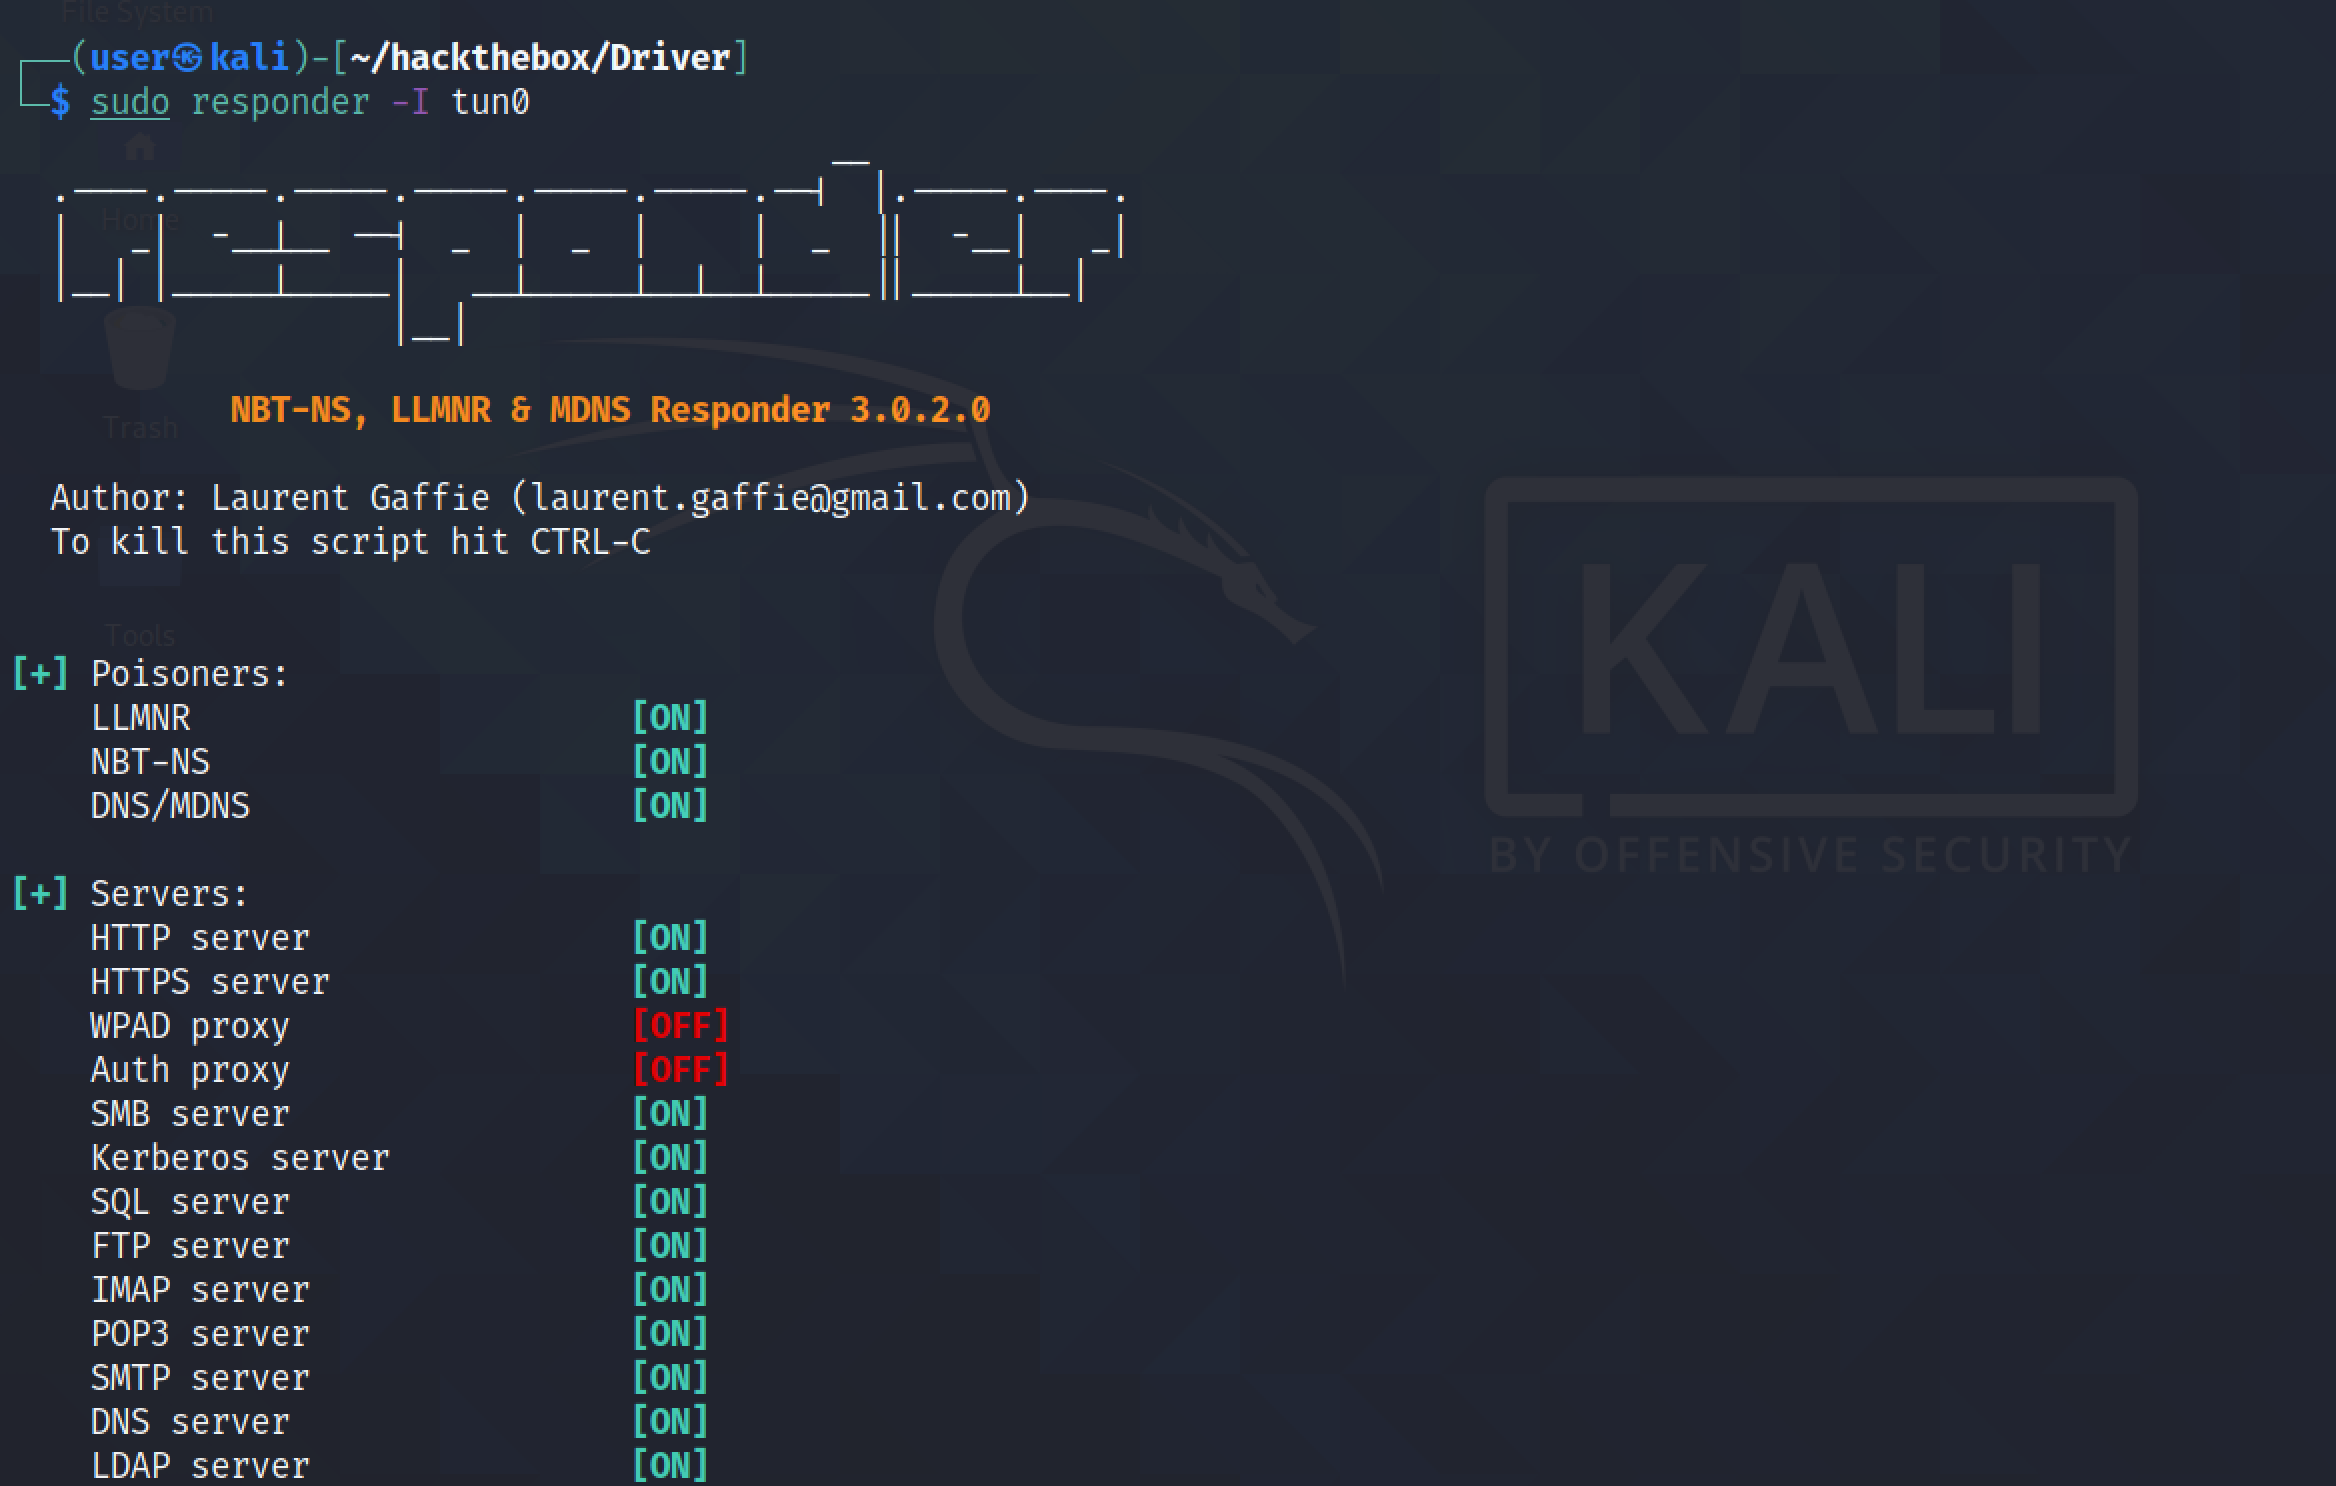 File System
(user㉿kali)-[~/hackthebox/Driver]
$ sudo responder -I tun0
Home
NBT-NS, LLMNR & MDNS Responder 3.0.2.0
Trash
Author: Laurent Gaffie (laurent.gaffie@gmail.com)
To kill this script hit CTRL-C
Tools
[+] Poisoners:
LLMNR [ON]
NBT-NS [ON]
DNS/MDNS [ON]
[+] Servers:
HTTP server [ON]
HTTPS server [ON]
WPAD proxy [OFF]
Auth proxy [OFF]
SMB server [ON]
Kerberos server [ON]
SQL server [ON]
FTP server [ON]
IMAP server [ON]
POP3 server [ON]
SMTP server [ON]
DNS server [ON]
LDAP server [ON]
KALI
BY OFFENSIVE SECURITY